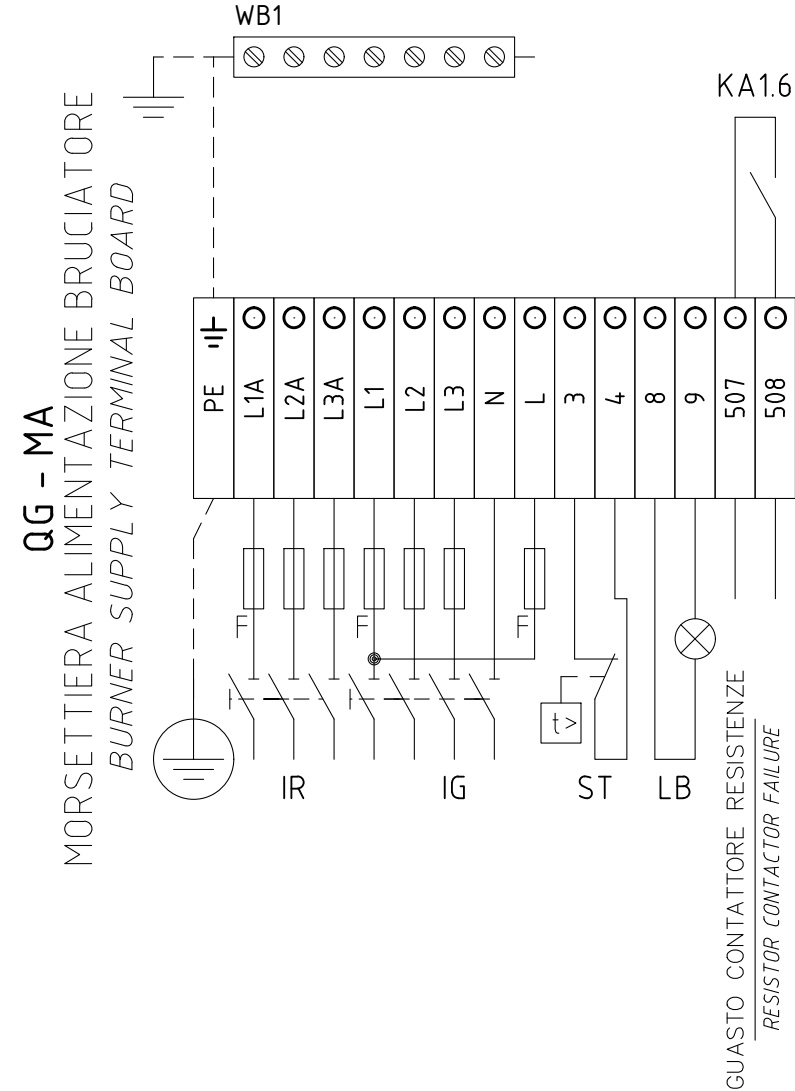 WB1
KA1.6
QG - MA
MORSETTIERA ALIMENTAZIONE BRUCIATORE
BURNER SUPPLY TERMINAL BOARD
PE
L1A
L2A
L3A
L1
L2
L3
N
L
3
4
8
9
507
508
F
F
F
t>
IR
IG
ST
LB
GUASTO CONTATTORE RESISTENZE
RESISTOR CONTACTOR FAILURE